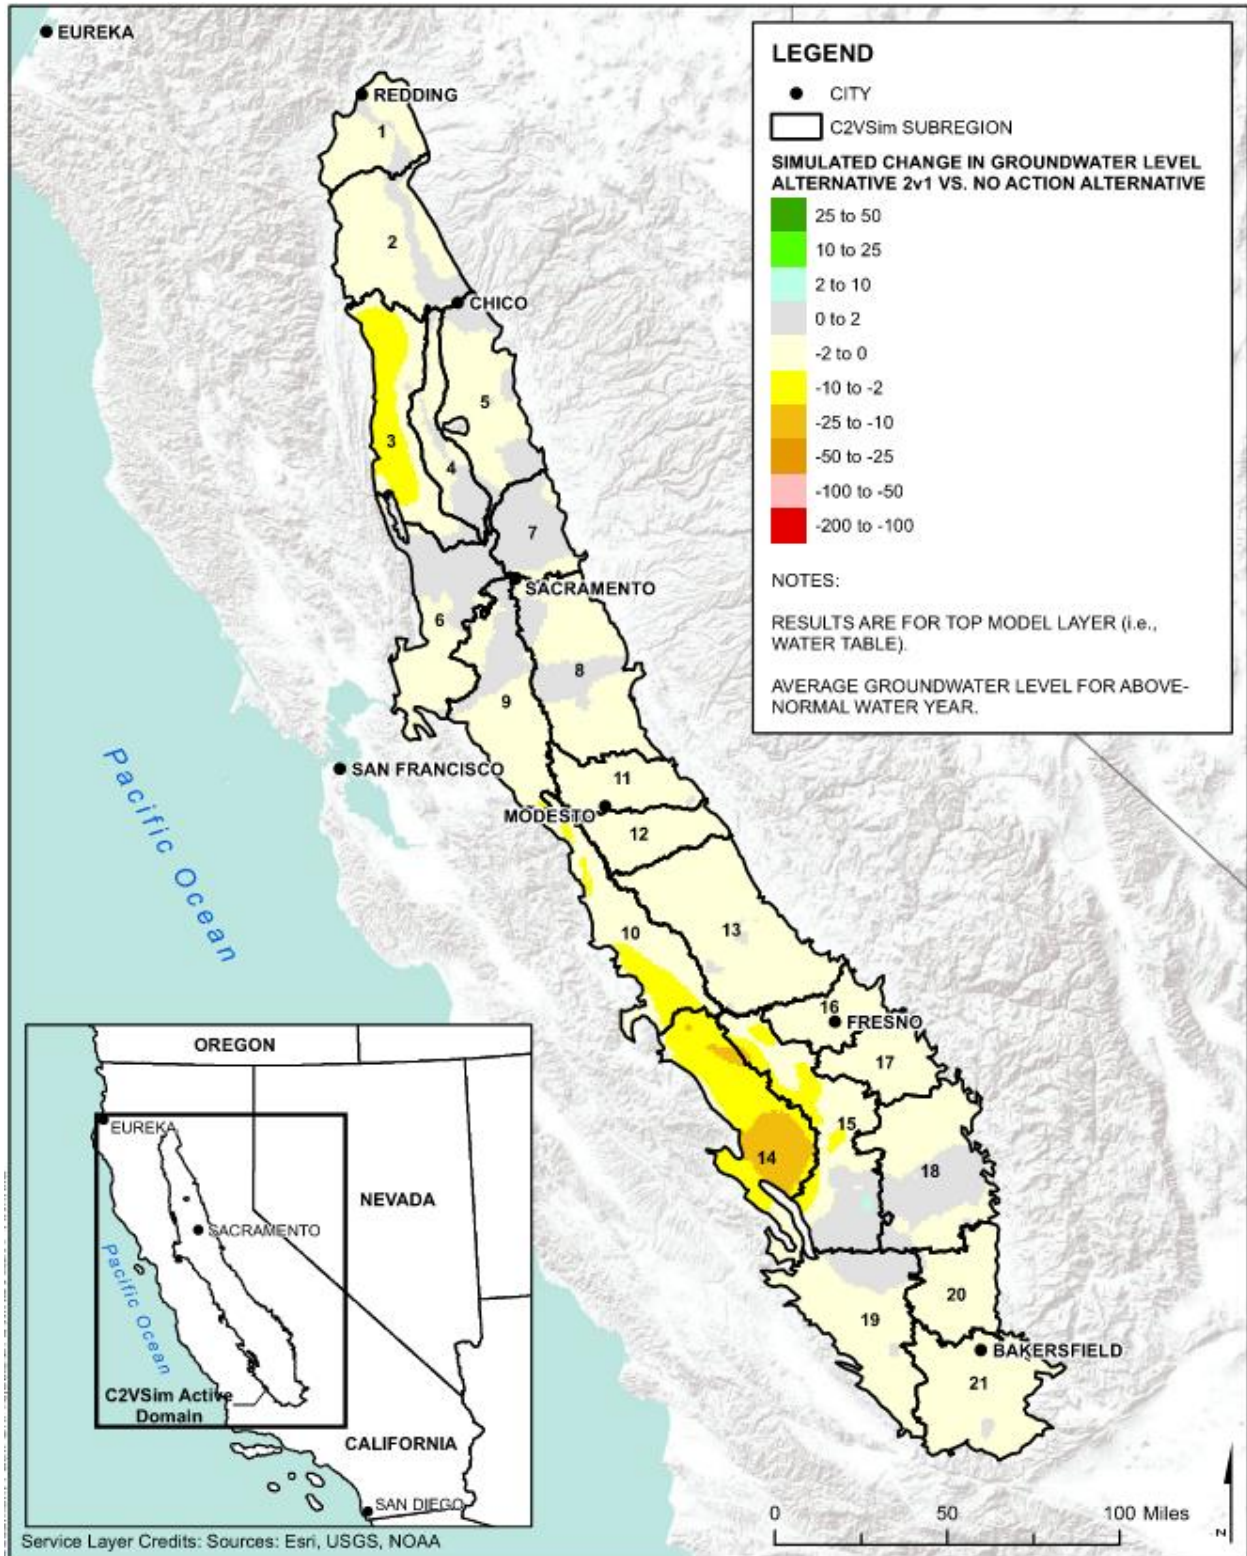 EUREKA
REDDING
1
2
CHICO
3
5
4
7
SACRAMENTO
6
8
9
SAN FRANCISCO
11
MODESTO
12
10
13
16
FRESNO
17
15
14
18
19
20
BAKERSFIELD
21
Pacific Ocean
LEGEND
CITY
C2VSim SUBREGION
SIMULATED CHANGE IN GROUNDWATER LEVEL
ALTERNATIVE 2v1 VS. NO ACTION ALTERNATIVE
25 to 50
10 to 25
2 to 10
0 to 2
-2 to 0
-10 to -2
-25 to -10
-50 to -25
-100 to -50
-200 to -100
NOTES:
RESULTS ARE FOR TOP MODEL LAYER (i.e.,
WATER TABLE).
AVERAGE GROUNDWATER LEVEL FOR ABOVE-
NORMAL WATER YEAR.
OREGON
EUREKA
NEVADA
SACRAMENTO
Pacific Ocean
C2VSim Active
Domain
CALIFORNIA
SAN DIEGO
Service Layer Credits: Sources: Esri, USGS, NOAA
0 50 100 Miles
N